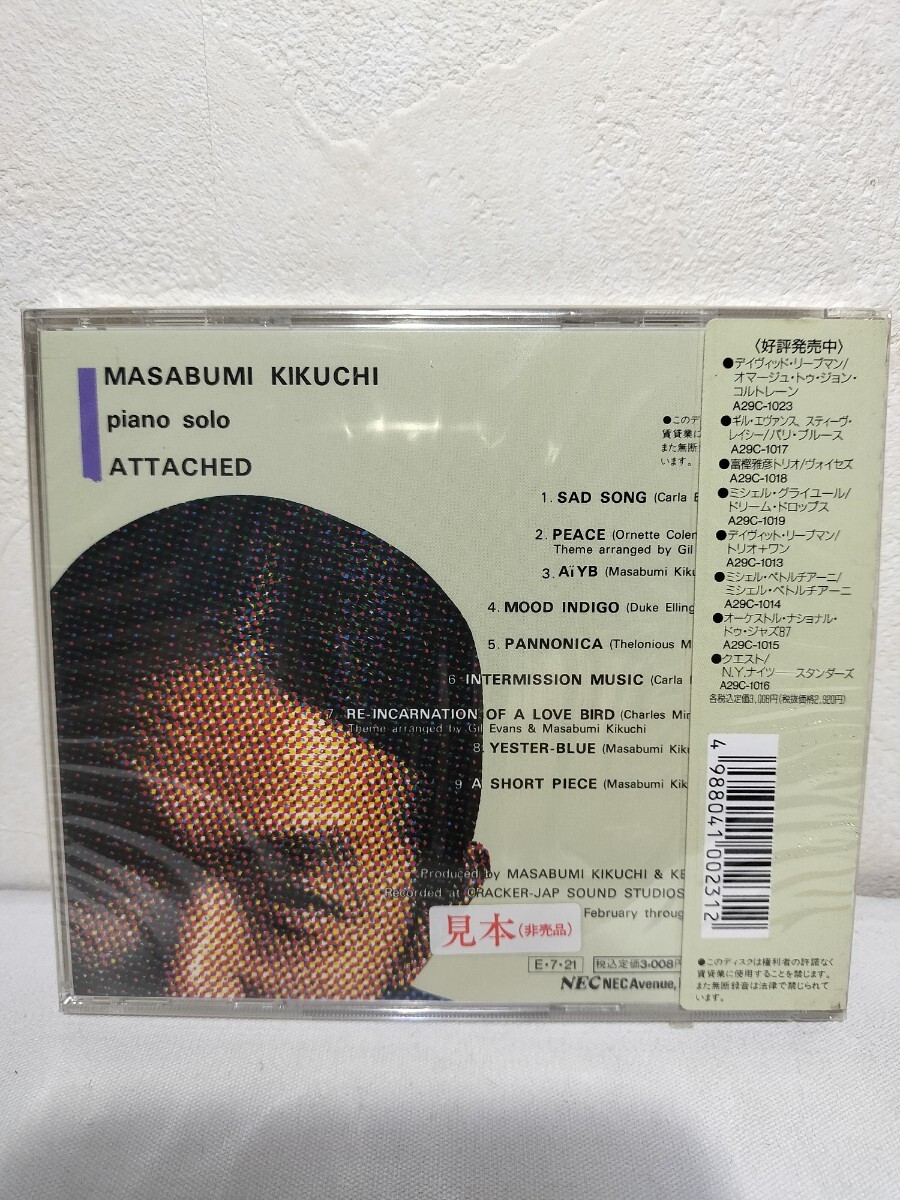 MASABUMI KIKUCHI
piano solo
ATTACHED
●このデ
賃貸業に
また無断
います。
1. SAD SONG (Carla B
2. PEACE (Ornette Colem
Theme arranged by Gil
3. AïYB (Masabumi Kiku
4. MOOD INDIGO (Duke Elling
5. PANNONICA (Thelonious M
6 INTERMISSION MUSIC (Carla
7. RE-INCARNATION OF A LOVE BIRD (Charles Min
Theme arranged by Gil Evans & Masabumi Kikuchi
8. YESTER-BLUE (Masabumi Kiku
9 A SHORT PIECE (Masabumi Kik
Produced by MASABUMI KIKUCHI & KE
Recorded at CRACKER-JAP SOUND STUDIOS
February throug
見本(非売品)
E・7・21 税込定価3,008円
NEC NEC Avenue,
〈好評発売中〉
●デイヴィッド・リーブマン/
オマージュ・トゥ・ジョン・
コルトレーン
A29C-1023
●ギル・エヴァンス、スティーヴ・
レイシー/パリ・ブルース
A29C-1017
●富樫雅彦トリオ/ヴォイセズ
A29C-1018
●ミシェル・グライユール/
ドリーム・ドロップス
A29C-1019
●デイヴィット・リーブマン/
トリオ+ワン
A29C-1013
●ミシェル・ペトルチアーニ/
ミシェル・ペトルチアーニ
A29C-1014
●オーケストル・ナショナル・
ドゥ・ジャズ87
A29C-1015
●クエスト/
N.Y.ナイツ──スタンダーズ
A29C-1016
各税込定価3,008円(税抜価格2,920円)
4988041002312
●このディスクは権利者の許諾なく
賃貸業に使用することを禁じます。
また無断録音は法律で禁じられて
います。